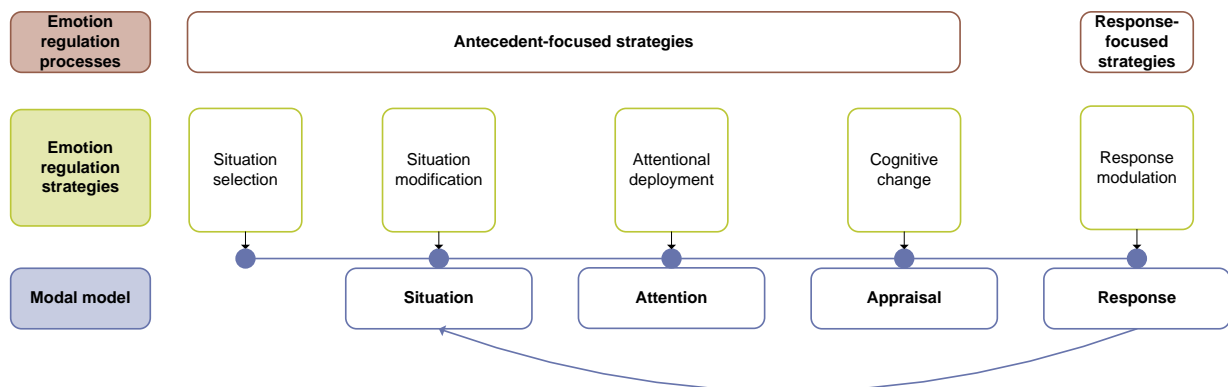 Emotion
regulation
processes
Antecedent-focused strategies
Response-
focused
strategies
Emotion
regulation
strategies
Situation
selection
Situation
modification
Attentional
deployment
Cognitive
change
Response
modulation
Modal model
Situation
Attention
Appraisal
Response